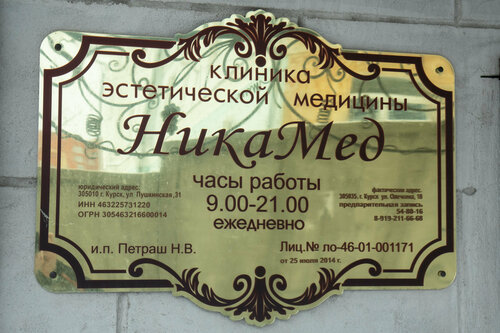 клиника
эстетической медицины
НикаМед
часы работы
9.00-21.00
ежедневно
юридический адрес:
305010 г. Курск, ул Пушкинская ,31
ИНН 463225731220
ОГРН 305463216600014
фактический адрес:
305035, г. Курск ул. Овечкина, 18
предварительная запись
54-80-16
8-919-211-66-68
и.п. Петраш Н.В.
Лиц.№ ло-46-01-001171
от 25 июля 2014 г.